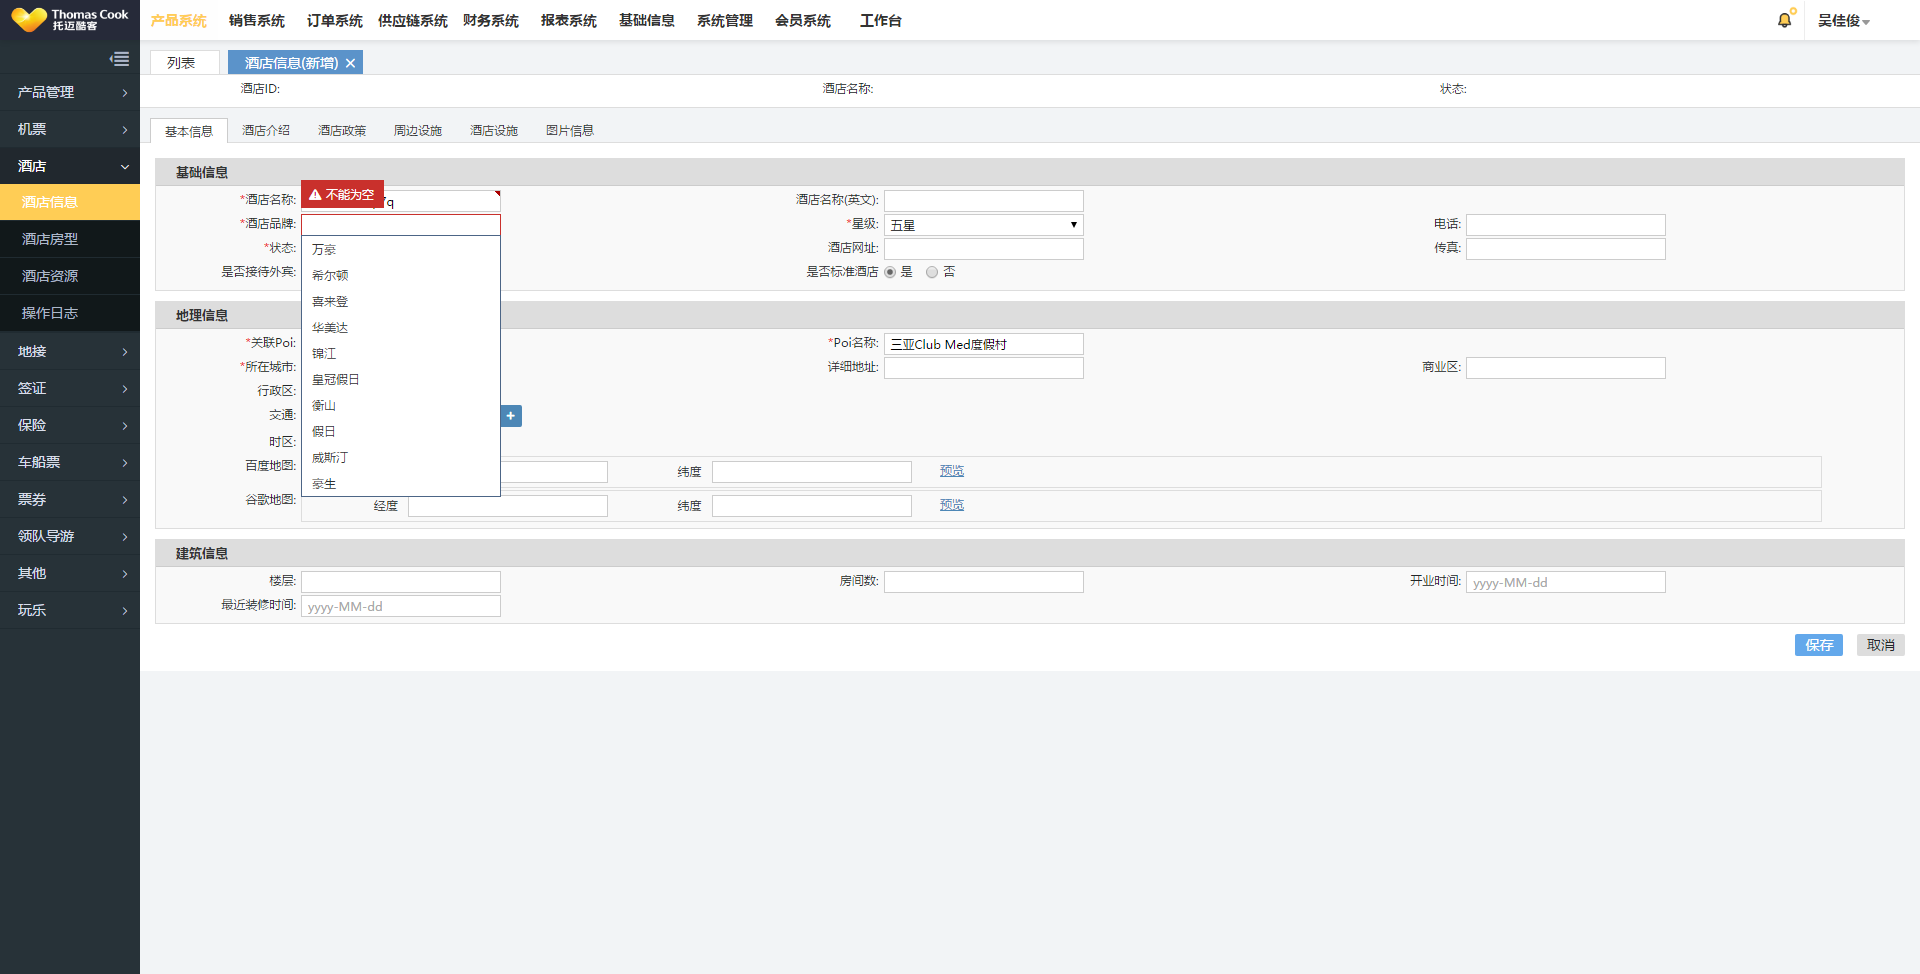 Thomas Cook
托迈酷客
产品系统 销售系统 订单系统 供应链系统 财务系统 报表系统 基础信息 系统管理 会员系统 工作台
吴佳俊
产品管理
机票
酒店
酒店信息
酒店房型
酒店资源
操作日志
地接
签证
保险
车船票
票券
领队导游
其他
玩乐
列表 酒店信息(新增)
酒店ID: 酒店名称: 状态:
基本信息 酒店介绍 酒店政策 周边设施 酒店设施 图片信息
基础信息
不能为空
*酒店名称: 7q 酒店名称(英文):
*酒店品牌: *星级: 五星 电话:
*状态: 酒店网址: 传真:
是否接待外宾: 是否标准酒店 是 否
万豪
希尔顿
喜来登
华美达
锦江
皇冠假日
衡山
假日
威斯汀
豪生
地理信息
*关联Poi: *Poi名称: 三亚Club Med度假村
*所在城市: 详细地址: 商业区:
行政区:
交通: +
时区:
百度地图: 纬度 预览
谷歌地图: 经度 纬度 预览
建筑信息
楼层: 房间数: 开业时间: yyyy-MM-dd
最近装修时间: yyyy-MM-dd
保存 取消